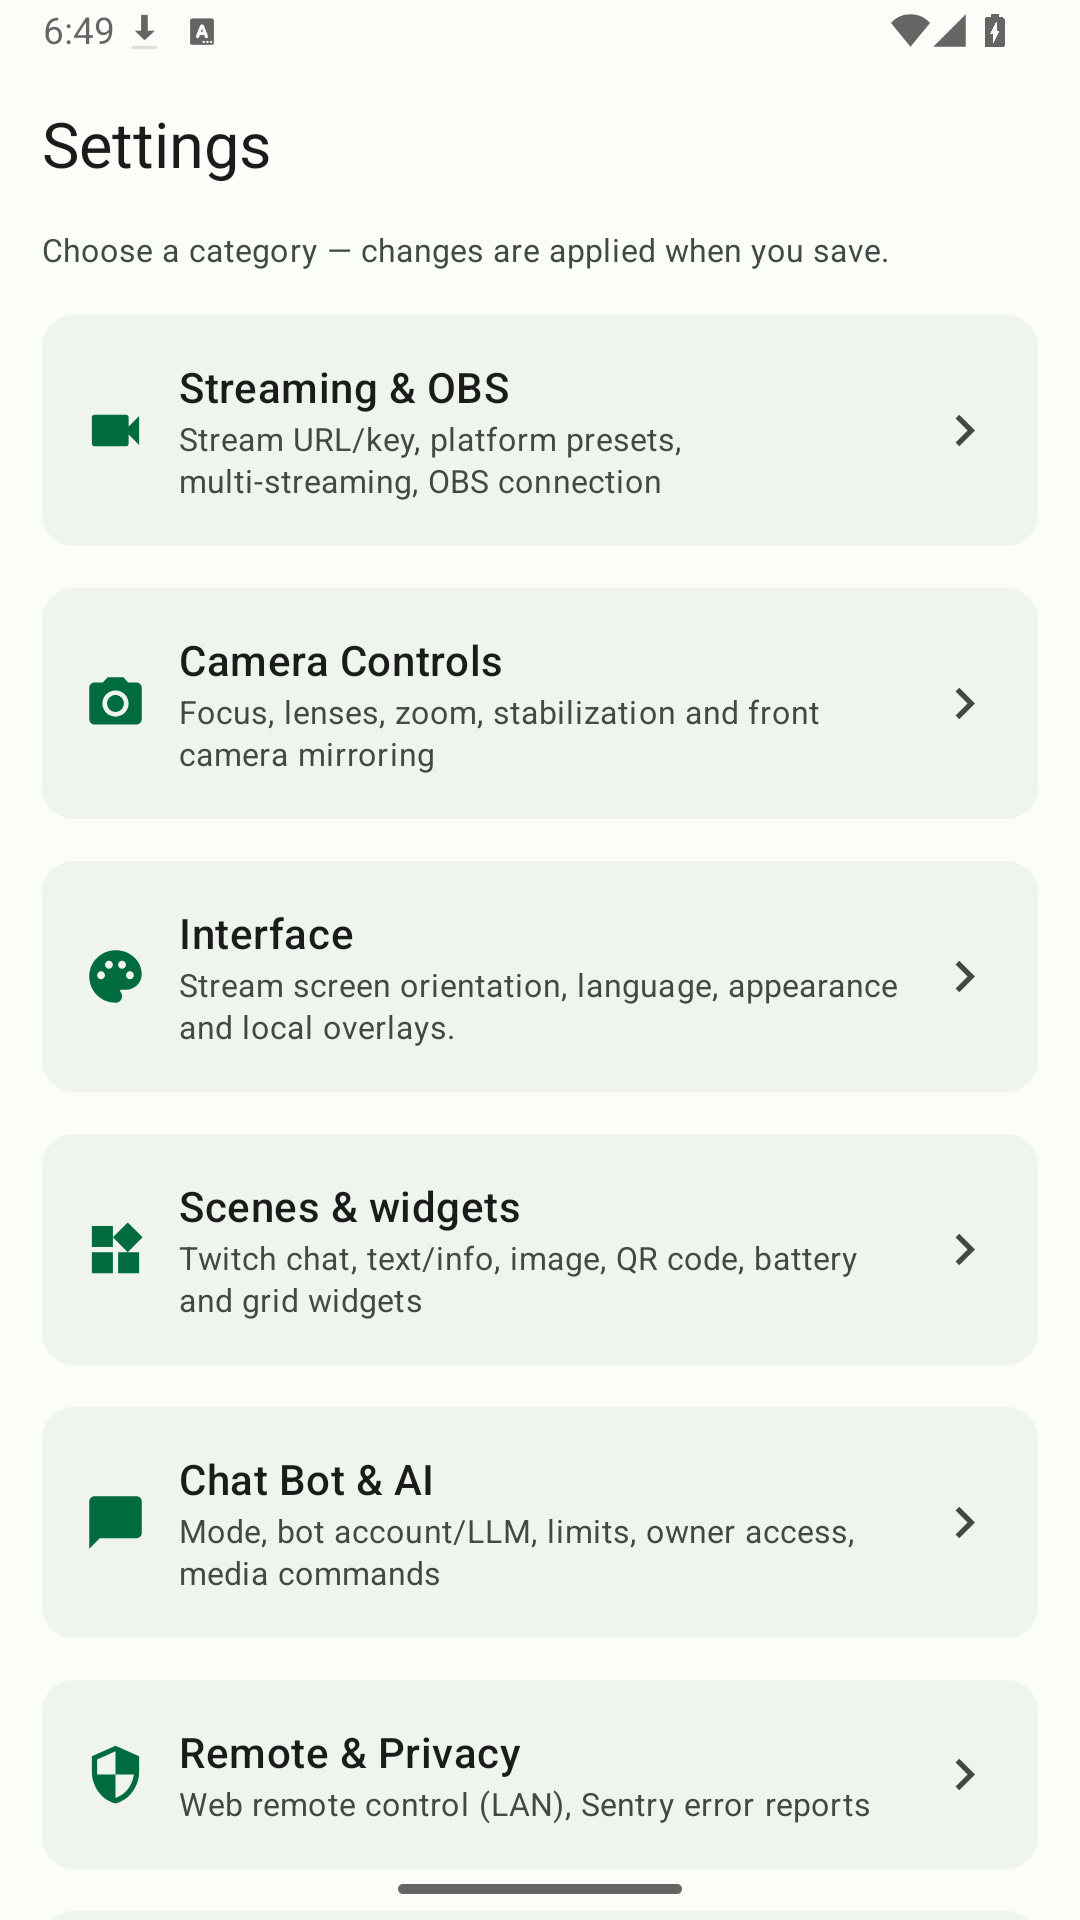 6:49
Settings
Choose a category — changes are applied when you save.
Streaming & OBS
Stream URL/key, platform presets,
multi-streaming, OBS connection
Camera Controls
Focus, lenses, zoom, stabilization and front
camera mirroring
Interface
Stream screen orientation, language, appearance
and local overlays.
Scenes & widgets
Twitch chat, text/info, image, QR code, battery
and grid widgets
Chat Bot & AI
Mode, bot account/LLM, limits, owner access,
media commands
Remote & Privacy
Web remote control (LAN), Sentry error reports